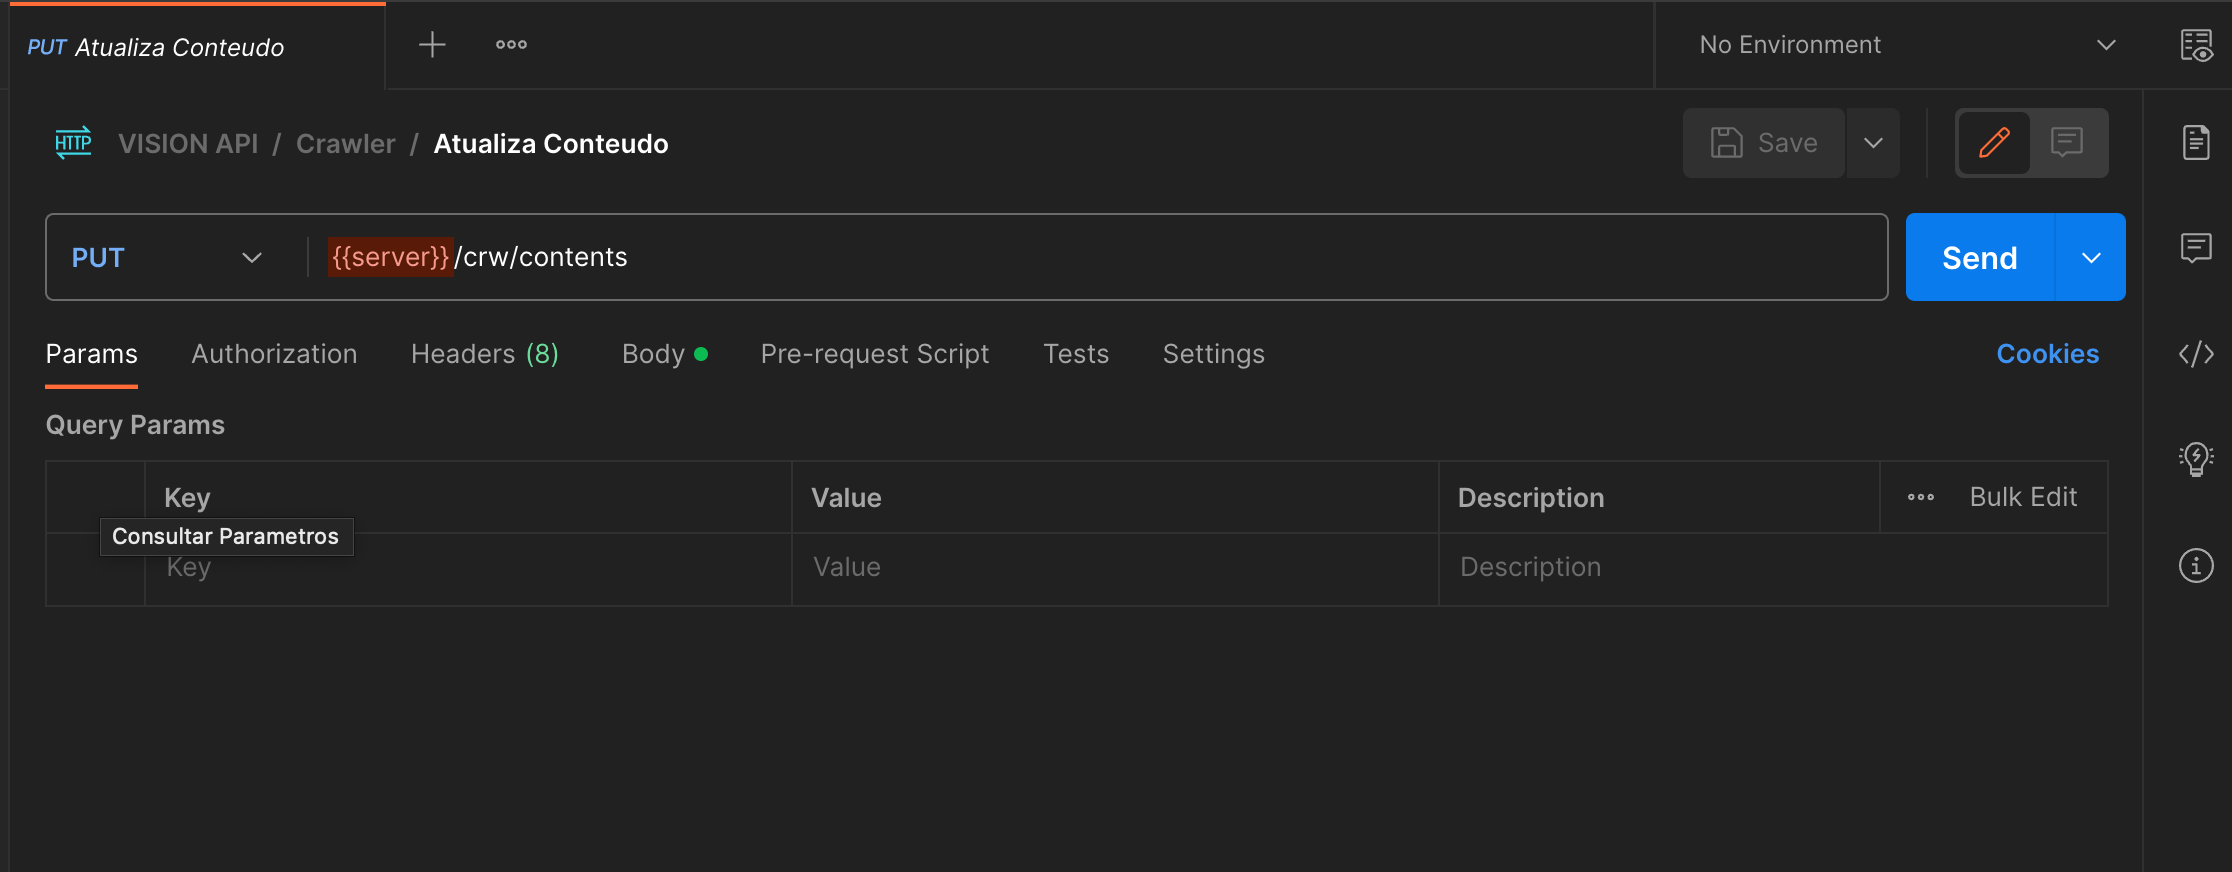 PUT Atualiza Conteudo
No Environment
HTTP VISION API / Crawler / Atualiza Conteudo
Save
PUT {{server}}/crw/contents
Send
Params Authorization Headers (8) Body Pre-request Script Tests Settings Cookies
Query Params
Key Value Description Bulk Edit
Consultar Parametros
Key Value Description